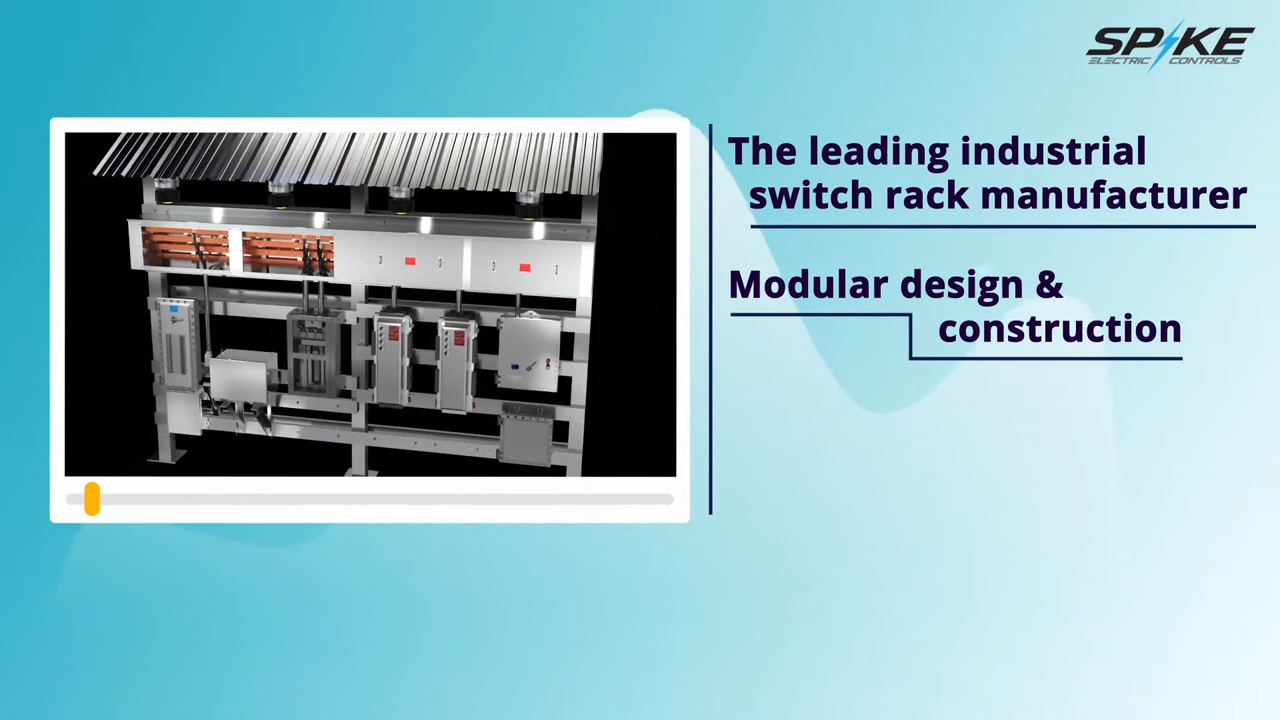 SPIKE
ELECTRIC CONTROLS
The leading industrial
switch rack manufacturer
Modular design &
construction